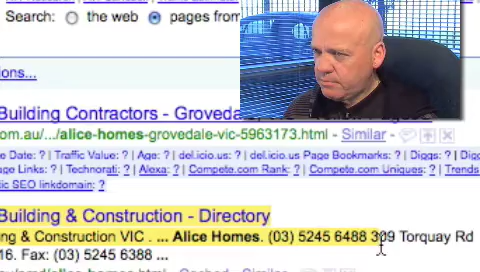 Search: the web pages from
ions...
Building Contractors - Grovedale
om.au/.../alice-homes-grovedale-vic-5963173.html - Similar
e Date: ? | Traffic Value: ? | Age: ? | del.icio.us: ? | del.icio.us Page Bookmarks: ? | Diggs: ? |
ge Links: ? | Technorati: ? | Alexa: ? | Compete.com Rank: ? | Compete.com Uniques: ? | Trends
tic SEO linkdomain: ?
Building & Construction - Directory
ng & Construction VIC . ... Alice Homes. (03) 5245 6488 309 Torquay Rd
16. Fax: (03) 5245 6388 ...